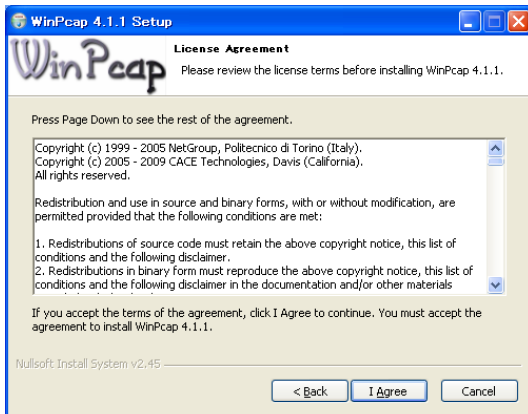 WinPcap 4.1.1 Setup
WinPcap
License Agreement
Please review the license terms before installing WinPcap 4.1.1.
Press Page Down to see the rest of the agreement.
Copyright (c) 1999 - 2005 NetGroup, Politecnico di Torino (Italy).
Copyright (c) 2005 - 2009 CACE Technologies, Davis (California).
All rights reserved.
Redistribution and use in source and binary forms, with or without modification, are
permitted provided that the following conditions are met:
1. Redistributions of source code must retain the above copyright notice, this list of
conditions and the following disclaimer.
2. Redistributions in binary form must reproduce the above copyright notice, this list of
conditions and the following disclaimer in the documentation and/or other materials
If you accept the terms of the agreement, click I Agree to continue. You must accept the
agreement to install WinPcap 4.1.1.
Nullsoft Install System v2.45
< Back
I Agree
Cancel